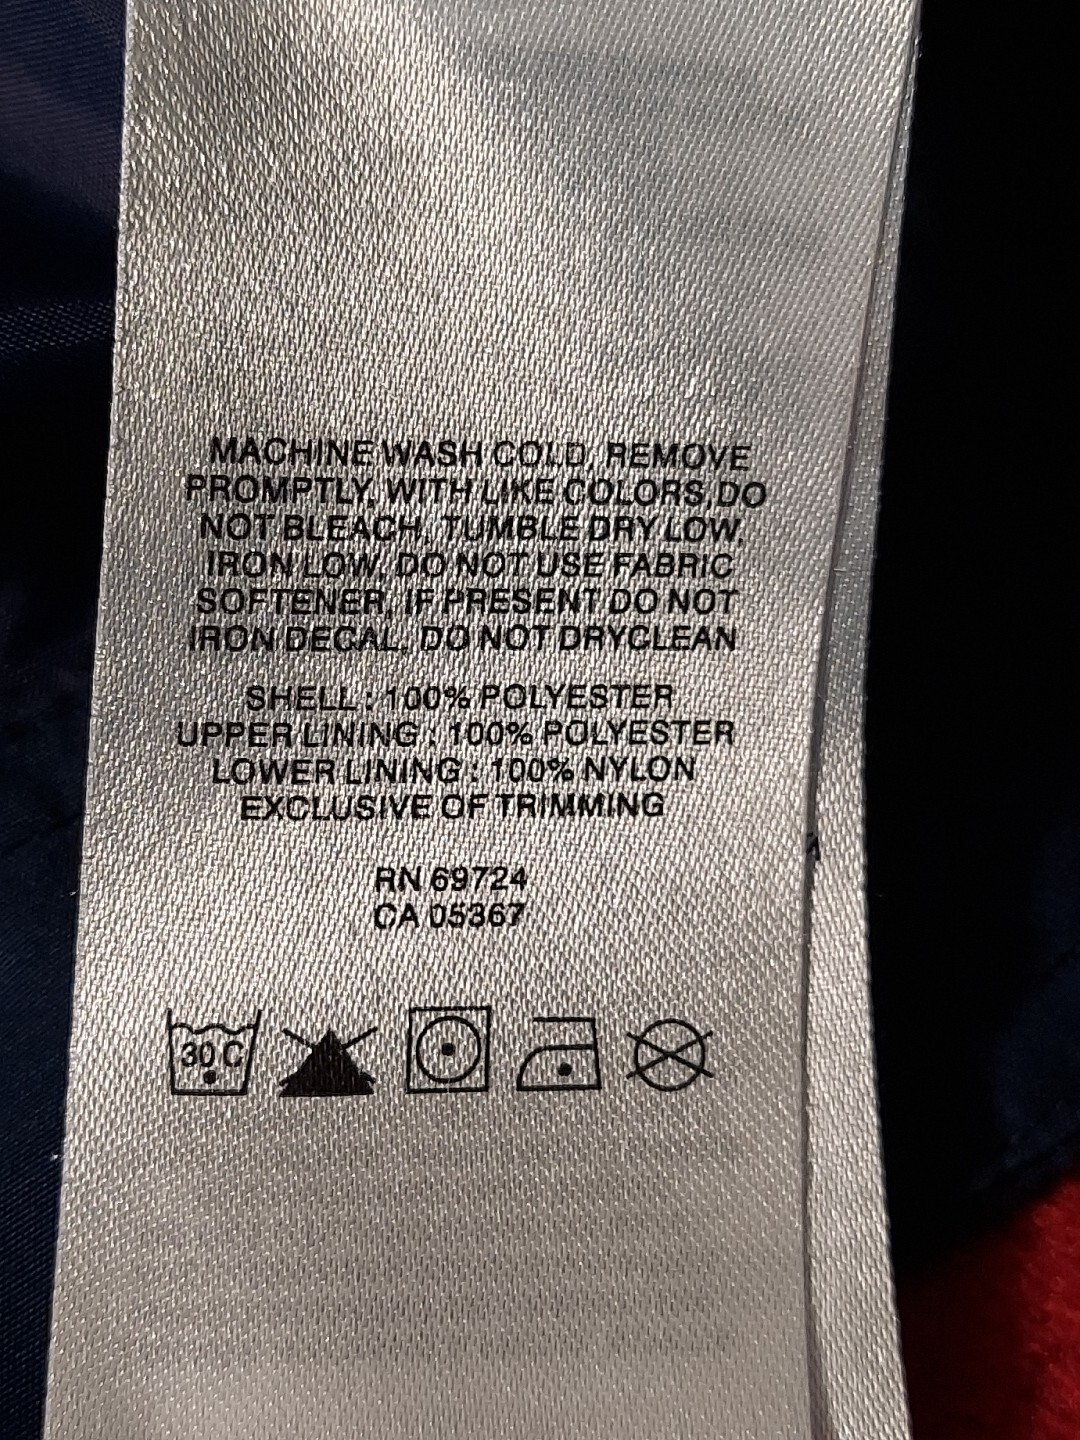 MACHINE WASH COLD, REMOVE
PROMPTLY, WITH LIKE COLORS, DO
NOT BLEACH, TUMBLE DRY LOW,
IRON LOW, DO NOT USE FABRIC
SOFTENER, IF PRESENT DO NOT
IRON DECAL, DO NOT DRYCLEAN
SHELL : 100% POLYESTER
UPPER LINING : 100% POLYESTER
LOWER LINING : 100% NYLON
EXCLUSIVE OF TRIMMING
RN 69724
CA 05367
30 C